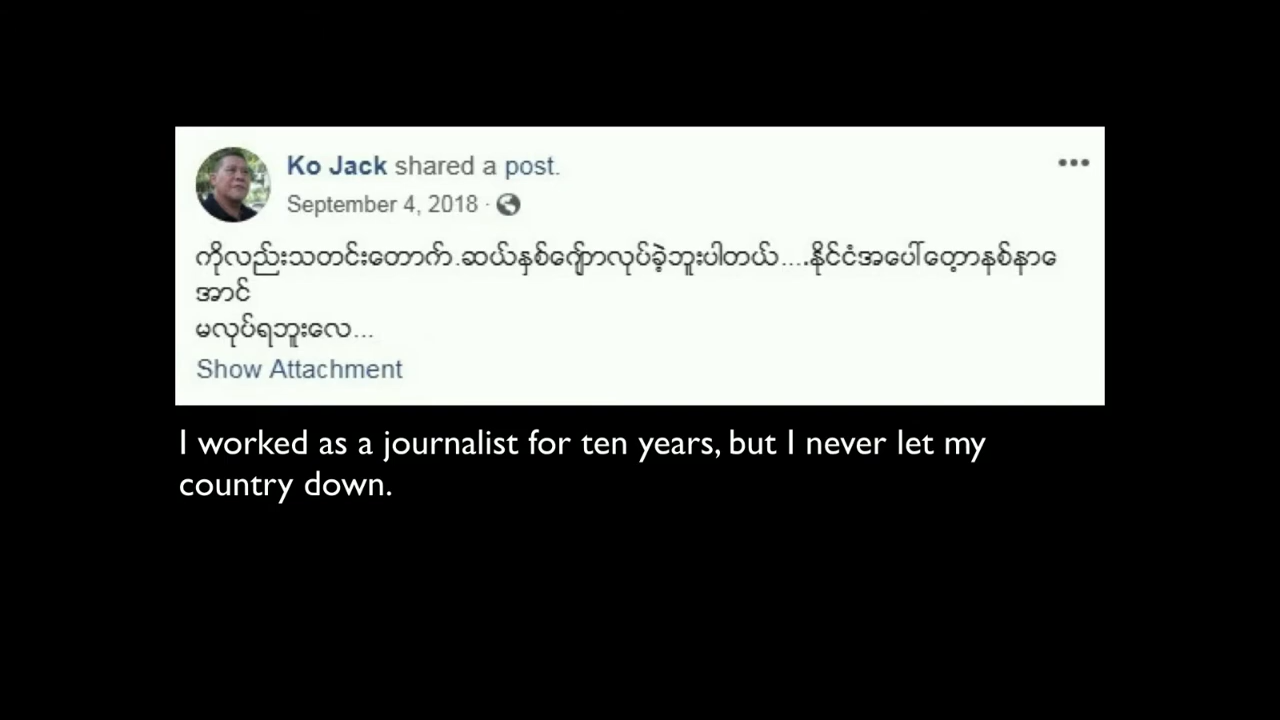 Ko Jack shared a post.
September 4, 2018 ·
ကိုလည်းသတင်းတောက်.ဆယ်နှစ်ကျော်လုပ်ခဲ့ဘူးပါတယ်....နိုင်ငံအပေါ်တော့နစ်နာေ
အာင်
မလုပ်ရဘူးလေ...
Show Attachment
I worked as a journalist for ten years, but I never let my
country down.